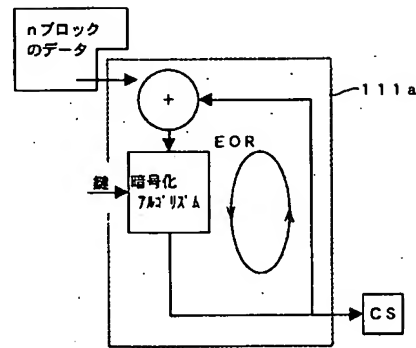 nブロック
のデータ
+
111a
EOR
鍵
暗号化
アルゴリズム
CS